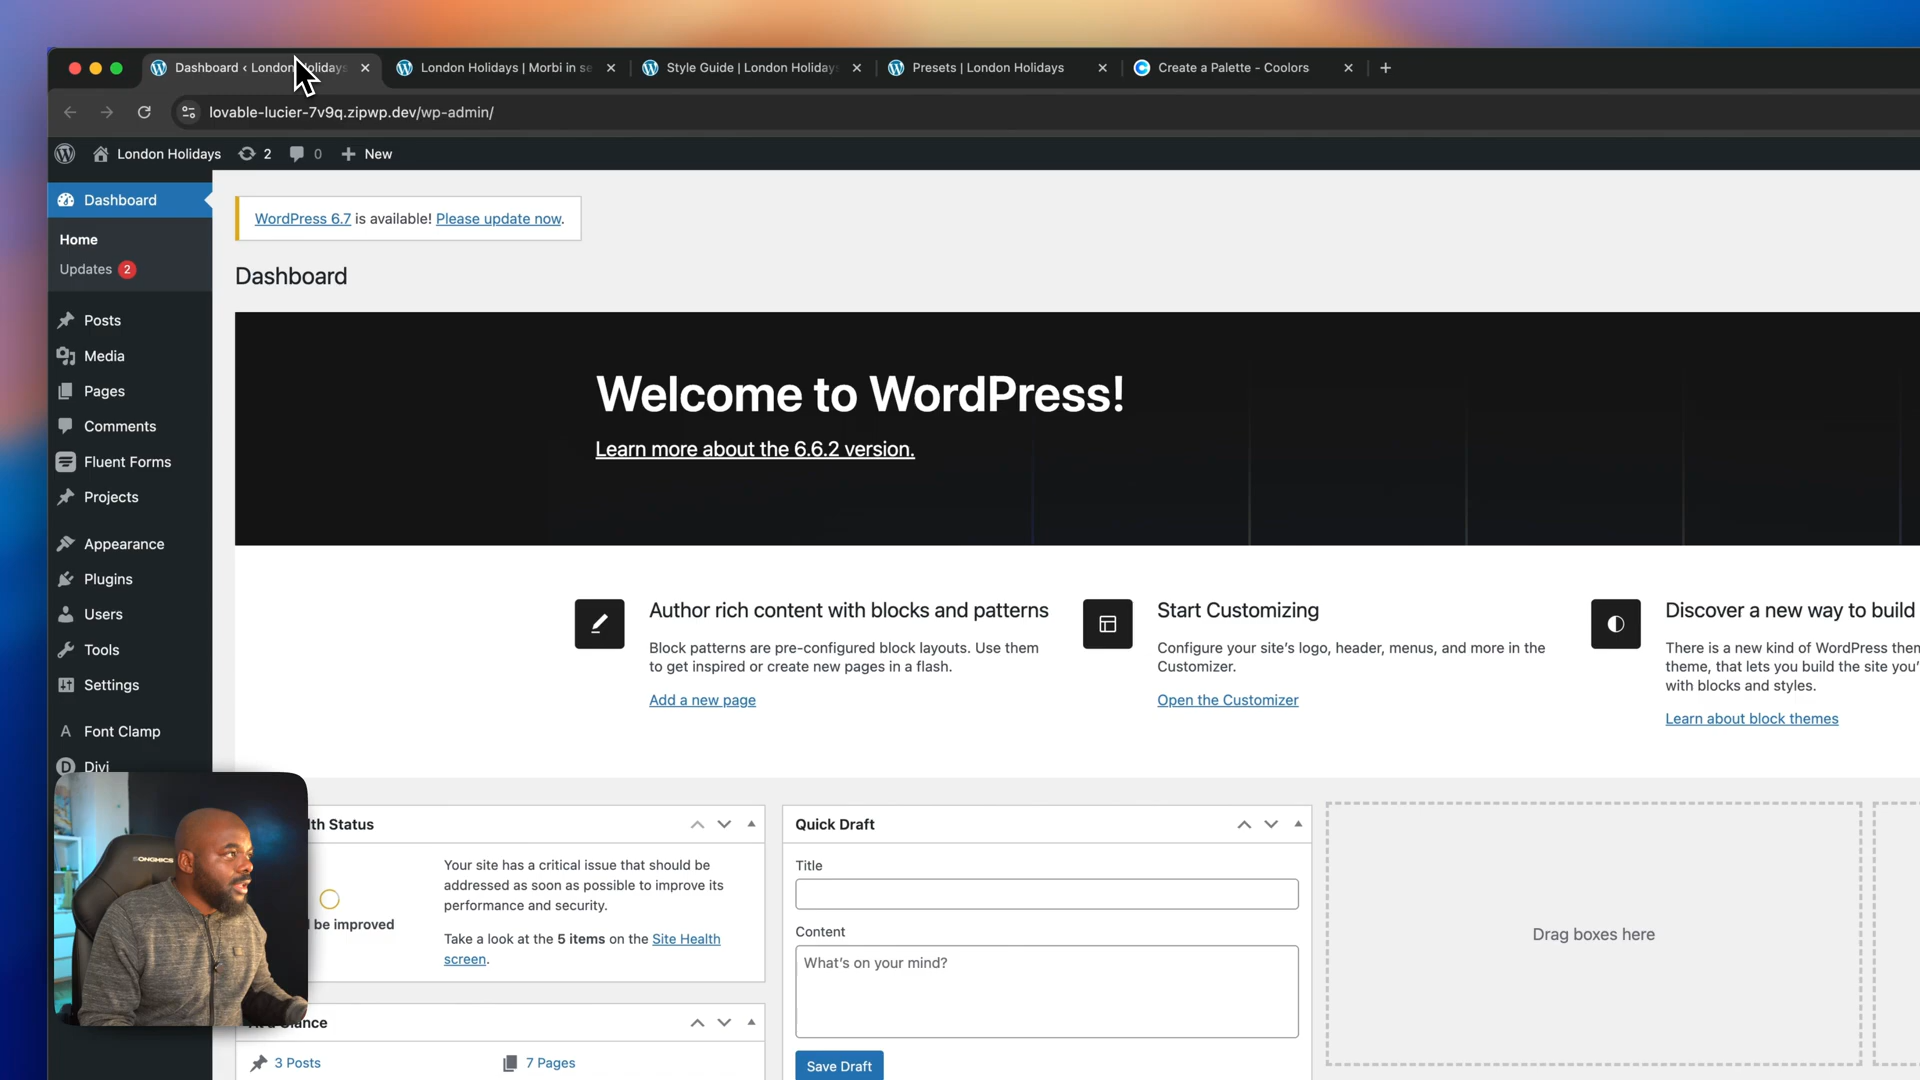 Dashboard ‹ London Holidays
London Holidays | Morbi in se
Style Guide | London Holiday
Presets | London Holidays
Create a Palette - Coolors
lovable-lucier-7v9q.zipwp.dev/wp-admin/
London Holidays
2
0
New
Dashboard
Home
Updates 2
Posts
Media
Pages
Comments
Fluent Forms
Projects
Appearance
Plugins
Users
Tools
Settings
A Font Clamp
D Divi
WordPress 6.7 is available! Please update now.
Dashboard
Welcome to WordPress!
Learn more about the 6.6.2 version.
Author rich content with blocks and patterns
Block patterns are pre-configured block layouts. Use them
to get inspired or create new pages in a flash.
Add a new page
Start Customizing
Configure your site's logo, header, menus, and more in the
Customizer.
Open the Customizer
Discover a new way to build
There is a new kind of WordPress them
theme, that lets you build the site you'
with blocks and styles.
Learn about block themes
lth Status
be improved
Your site has a critical issue that should be
addressed as soon as possible to improve its
performance and security.
Take a look at the 5 items on the Site Health
screen.
Glance
3 Posts
7 Pages
Quick Draft
Title
Content
What's on your mind?
Save Draft
Drag boxes here
SONGMICS